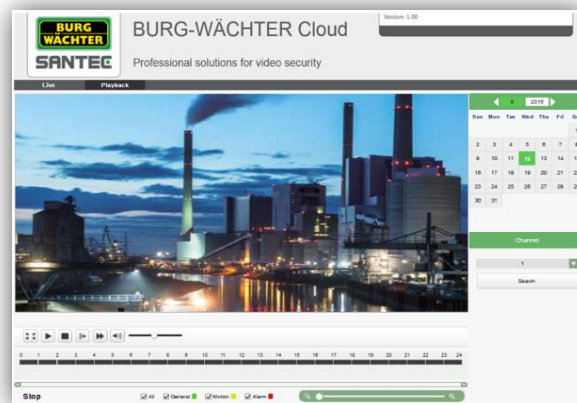 BURG
WÄCHTER
SANTEC
BURG-WÄCHTER Cloud
Professional solutions for video security
Version: 1.00
Live Playback
8 2015
Sun Mon Tue Wed Thu Fri
2 3 4 5 6 7 8
9 10 11 12 13 14
16 17 18 19 20 21
23 24 25 26 27 28
30 31
Channel
1
Search
0 1 2 3 4 5 6 7 8 9 10 11 12 13 14 15 16 17 18 19 20 21 22 23 24
Stop All General Motion Alarm